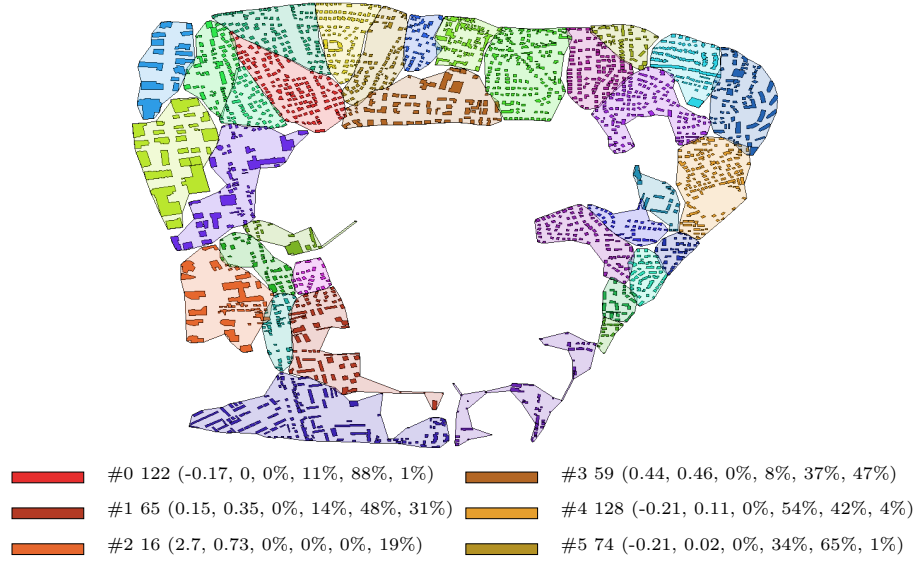 #0 122 (-0.17, 0, 0%, 11%, 88%, 1%)
#1 65 (0.15, 0.35, 0%, 14%, 48%, 31%)
#2 16 (2.7, 0.73, 0%, 0%, 0%, 19%)
#3 59 (0.44, 0.46, 0%, 8%, 37%, 47%)
#4 128 (-0.21, 0.11, 0%, 54%, 42%, 4%)
#5 74 (-0.21, 0.02, 0%, 34%, 65%, 1%)